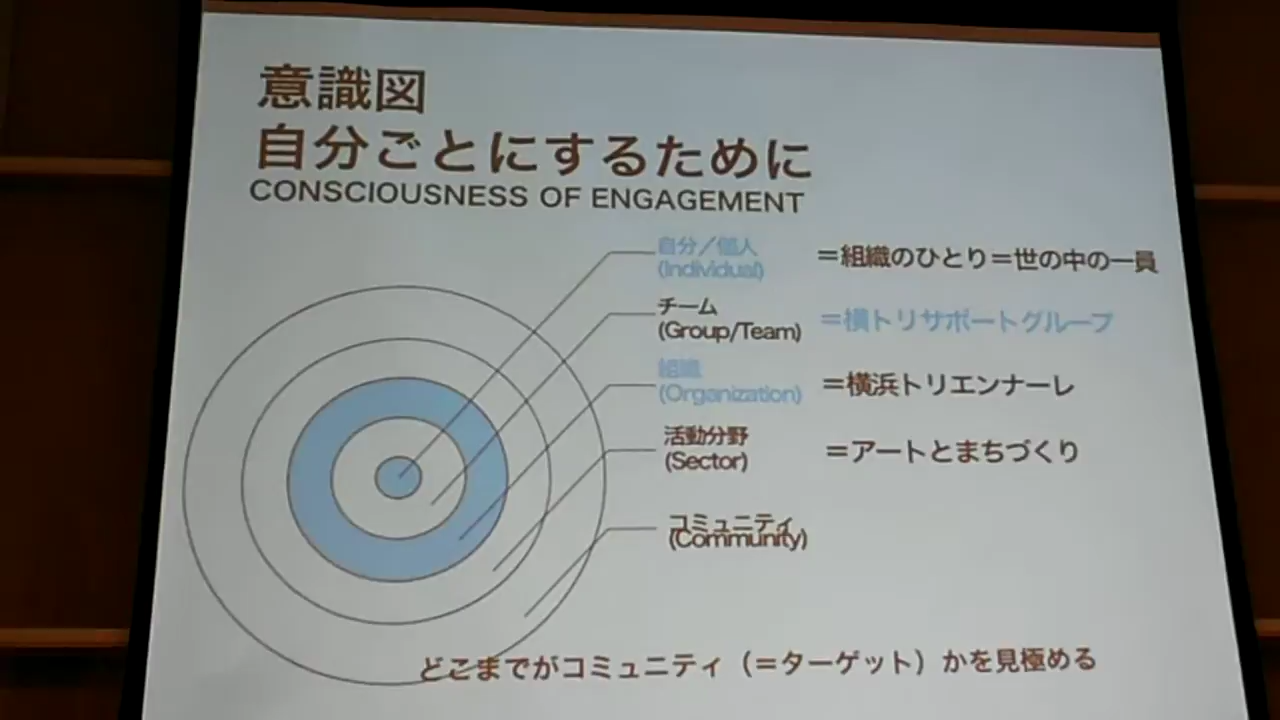 意識図
自分ごとにするために
CONSCIOUSNESS OF ENGAGEMENT
自分／個人 ＝組織のひとり＝世の中の一員
(Individual)
チーム ＝横トリサポートグループ
(Group/Team)
組織 ＝横浜トリエンナーレ
(Organization)
活動分野 ＝アートとまちづくり
(Sector)
コミュニティ
(Community)
どこまでがコミュニティ（＝ターゲット）かを見極める